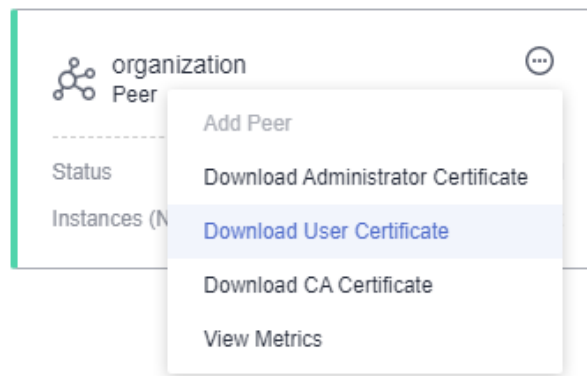 organization
Peer
Add Peer
Status
Download Administrator Certificate
Instances (N
Download User Certificate
Download CA Certificate
View Metrics